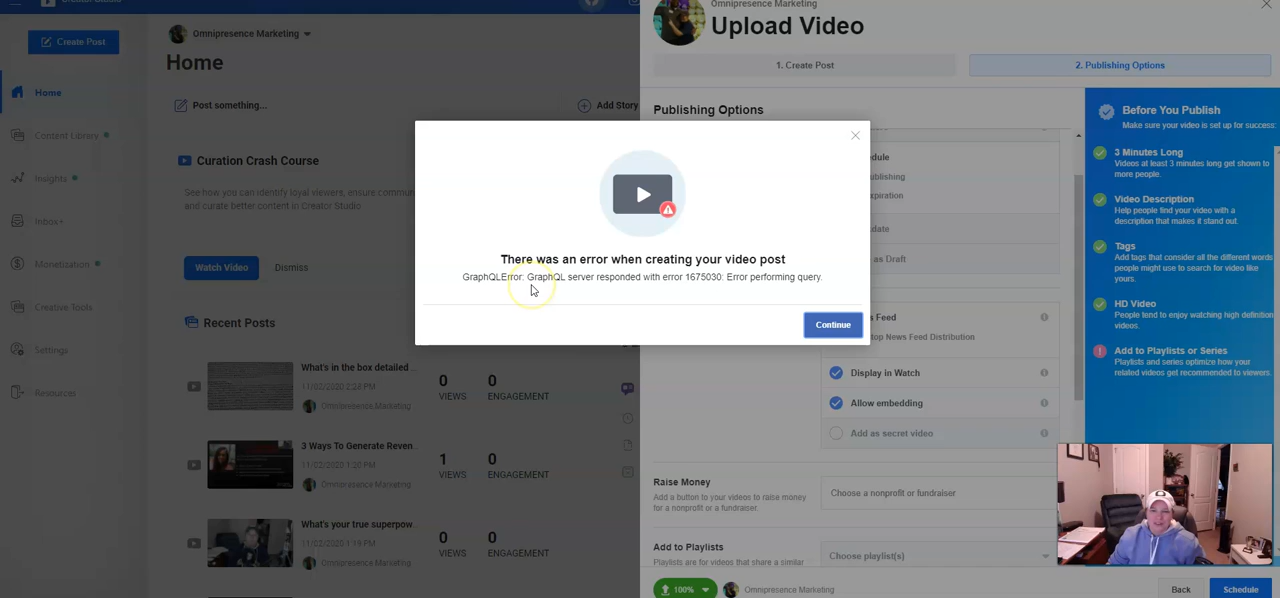 Creator Studio
Create Post
Home
Content Library
Insights
Inbox+
Monetization
Creative Tools
Settings
Resources
Omnipresence Marketing
Home
Post something...
Add Story
Curation Crash Course
See how you can identify loyal viewers, ensure commun
and curate better content in Creator Studio
Watch Video
Dismiss
Recent Posts
What's in the box detailed ...
11/02/2020 2:28 PM
Omnipresence Marketing
0
VIEWS
0
ENGAGEMENT
3 Ways To Generate Reven...
11/02/2020 1:20 PM
Omnipresence Marketing
1
VIEWS
0
ENGAGEMENT
What's your true superpow...
11/02/2020 1:19 PM
Omnipresence Marketing
0
VIEWS
0
ENGAGEMENT
There was an error when creating your video post
GraphQLError: GraphQL server responded with error 1675030: Error performing query.
Continue
Omnipresence Marketing
Upload Video
1. Create Post
2. Publishing Options
Publishing Options
Display in Watch
Allow embedding
Add as secret video
Raise Money
Add a button to your videos to raise money
for a nonprofit or a fundraiser
Choose a nonprofit or fundraiser
Add to Playlists
Playlists are for videos that share a similar
Choose playlist(s)
100%
Omnipresence Marketing
Back
Schedule
Before You Publish
Make sure your video is set up for success:
3 Minutes Long
Videos at least 3 minutes long get shown to
more people.
Video Description
Help people find your video with a
description that makes it stand out.
Tags
Add tags that consider all the different words
people might use to search for video like
yours.
HD Video
People tend to enjoy watching high definition
videos.
Add to Playlists or Series
Playlists and series optimize how your
related videos get recommended to viewers.